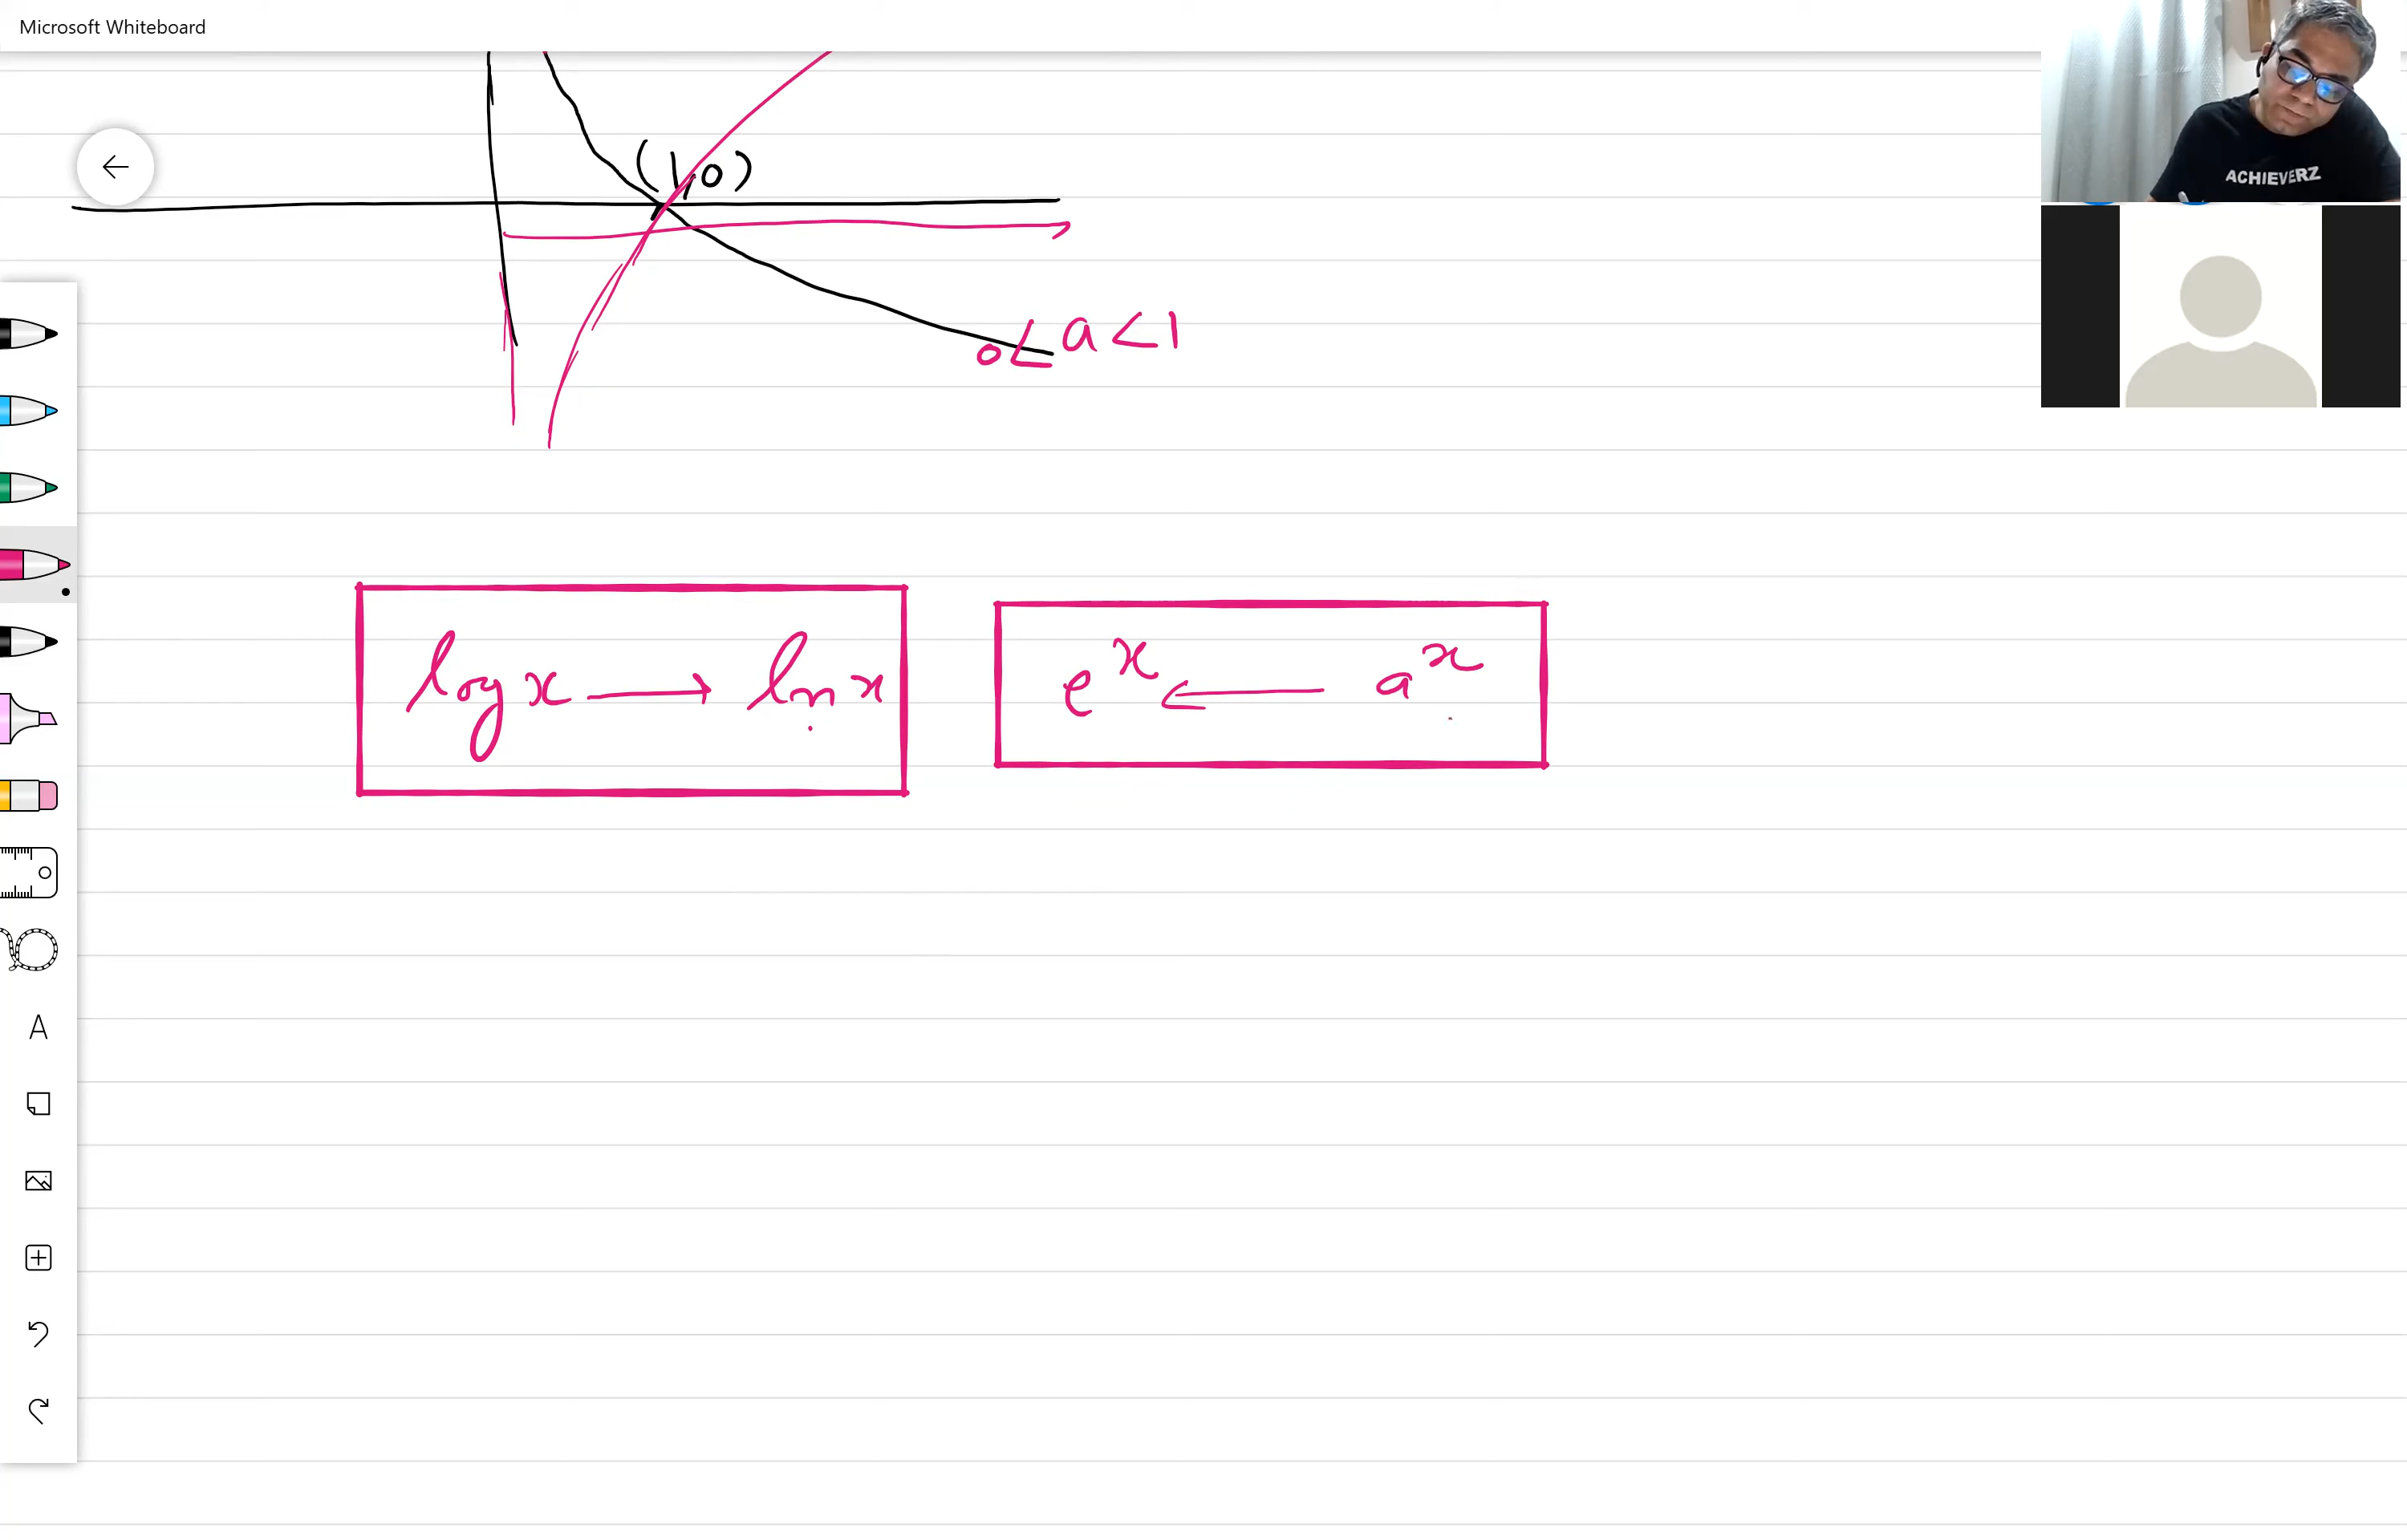 Microsoft Whiteboard
(1,0)
ACHIEVERZ
0<a<1
log x → ln x
e^x ← a^x
A